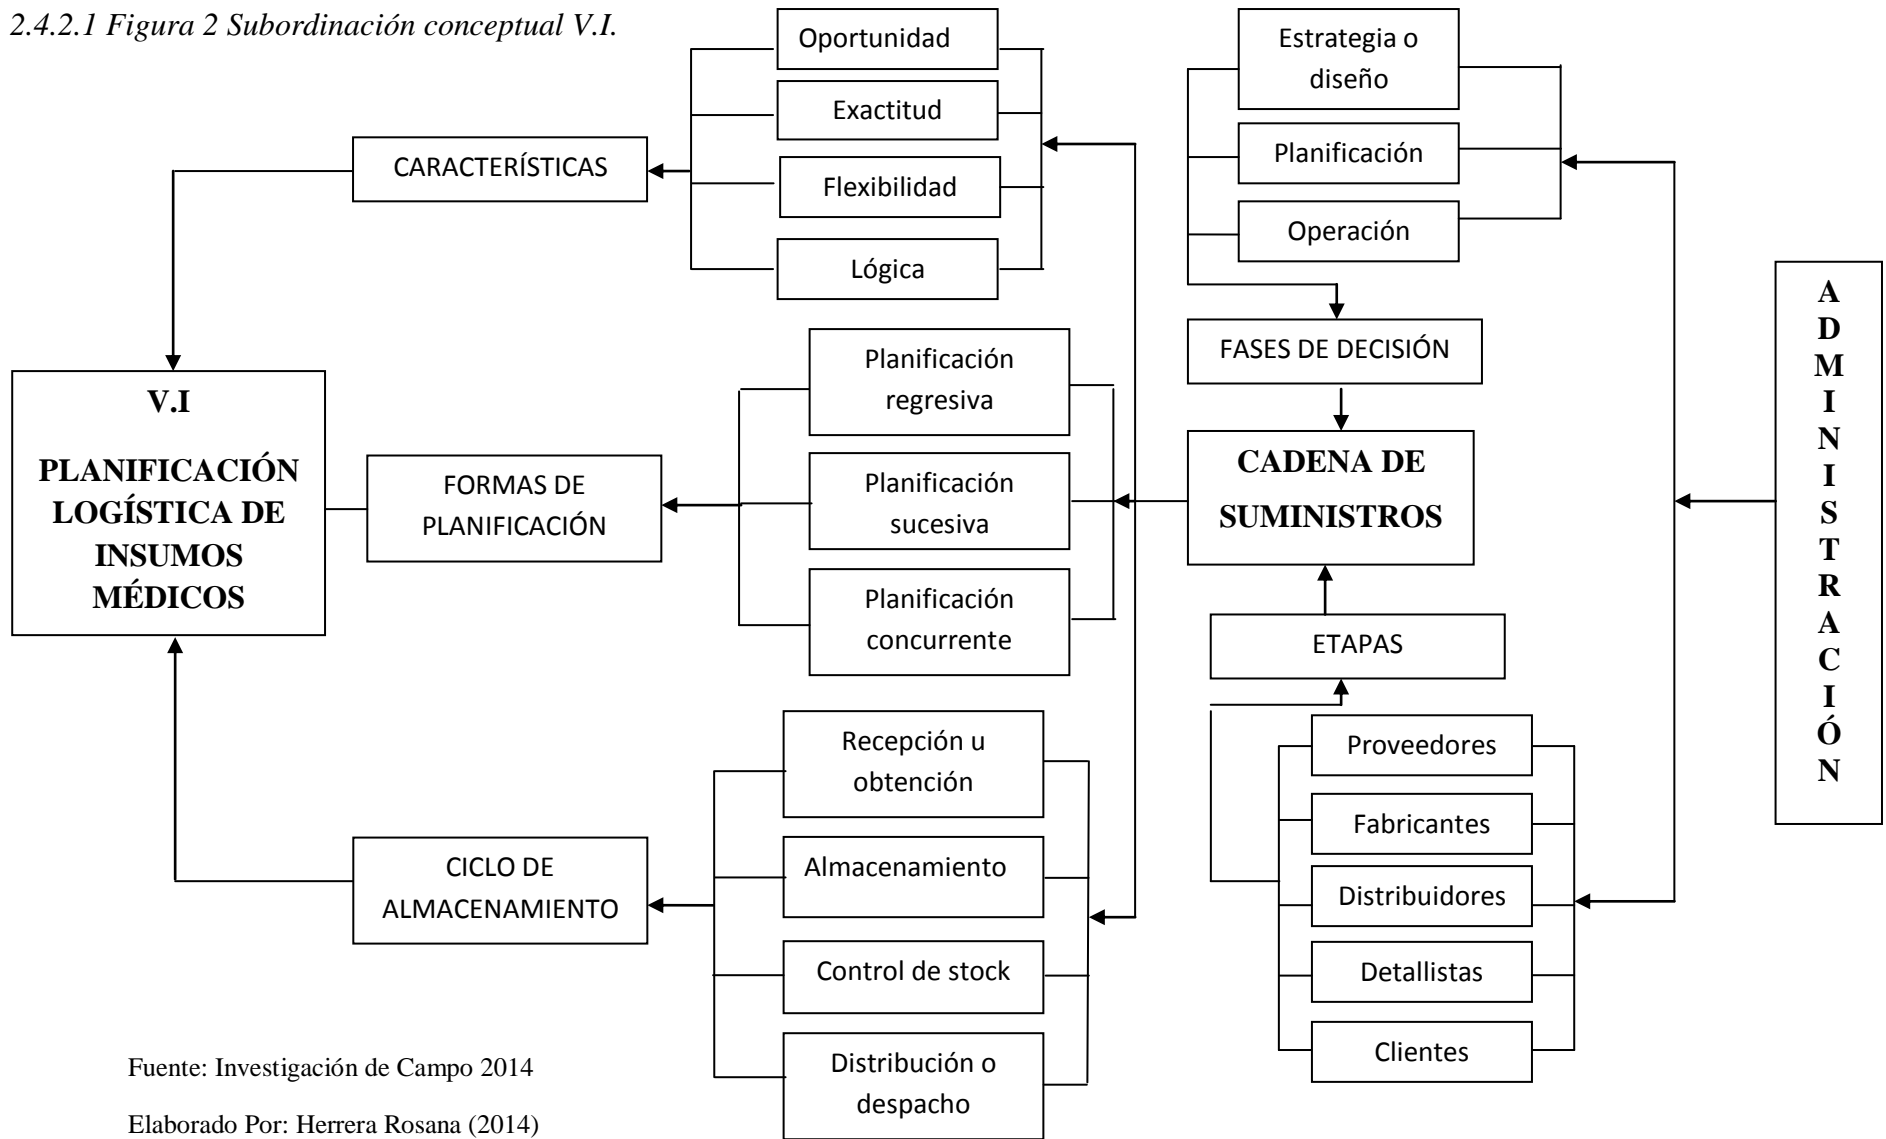 2.4.2.1 Figura 2 Subordinación conceptual V.I.
Oportunidad
Exactitud
Flexibilidad
Lógica
CARACTERÍSTICAS
Estrategia o
diseño
Planificación
Operación
FASES DE DECISIÓN
V.I
PLANIFICACIÓN
LOGÍSTICA DE
INSUMOS
MÉDICOS
FORMAS DE
PLANIFICACIÓN
Planificación
regresiva
Planificación
sucesiva
Planificación
concurrente
CADENA DE
SUMINISTROS
ETAPAS
Proveedores
Fabricantes
Distribuidores
Detallistas
Clientes
A
D
M
I
N
I
S
T
R
A
C
I
Ó
N
CICLO DE
ALMACENAMIENTO
Recepción u
obtención
Almacenamiento
Control de stock
Distribución o
despacho
Fuente: Investigación de Campo 2014
Elaborado Por: Herrera Rosana (2014)